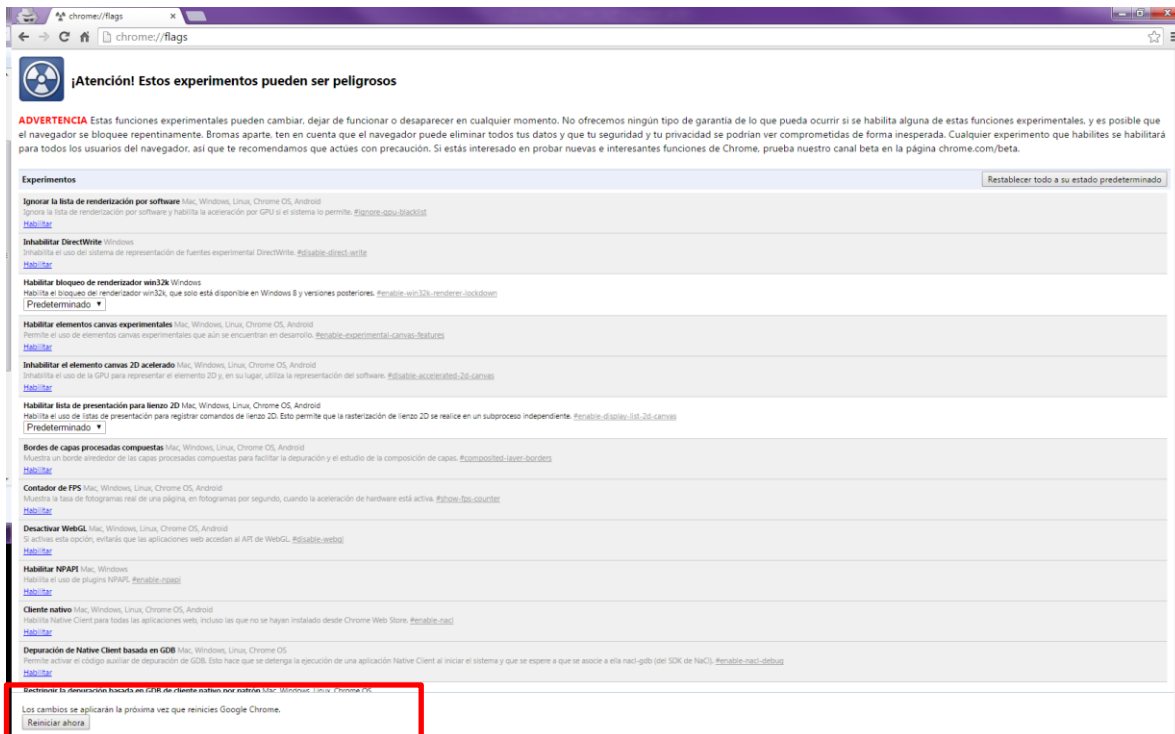 chrome://flags
chrome://flags
¡Atención! Estos experimentos pueden ser peligrosos
ADVERTENCIA Estas funciones experimentales pueden cambiar, dejar de funcionar o desaparecer en cualquier momento. No ofrecemos ningún tipo de garantía de lo que pueda ocurrir si se habilita alguna de estas funciones experimentales, y es posible que
el navegador se bloquee repentinamente. Bromas aparte, ten en cuenta que el navegador puede eliminar todos tus datos y que tu seguridad y tu privacidad se podrían ver comprometidas de forma inesperada. Cualquier experimento que habilites se habilitará
para todos los usuarios del navegador, así que te recomendamos que actúes con precaución. Si estás interesado en probar nuevas e interesantes funciones de Chrome, prueba nuestro canal beta en la página chrome.com/beta.
Experimentos Restablecer todo a su estado predeterminado
Ignorar la lista de renderización por software Mac, Windows, Linux, Chrome OS, Android
Ignora la lista de renderización por software y habilita la aceleración por GPU si el sistema lo permite. #ignore-gpu-blacklist
Habilitar
Inhabilitar DirectWrite Windows
Inhabilita el uso del sistema de representación de fuentes experimental DirectWrite. #disable-direct-write
Habilitar
Habilitar bloqueo de renderizador win32k Windows
Habilita el bloqueo del renderizador win32k, que solo está disponible en Windows 8 y versiones posteriores. #enable-win32k-renderer-lockdown
Predeterminado
Habilitar elementos canvas experimentales Mac, Windows, Linux, Chrome OS, Android
Permite el uso de elementos canvas experimentales que aún se encuentran en desarrollo. #enable-experimental-canvas-features
Habilitar
Inhabilitar el elemento canvas 2D acelerado Mac, Windows, Linux, Chrome OS, Android
Inhabilita el uso de la GPU para representar el elemento 2D y, en su lugar, utiliza la representación del software. #disable-accelerated-2d-canvas
Habilitar
Habilitar lista de presentación para lienzo 2D Mac, Windows, Linux, Chrome OS, Android
Habilita el uso de listas de presentación para registrar comandos de lienzo 2D. Esto permite que la rasterización de lienzo 2D se realice en un subproceso independiente. #enable-display-list-2d-canvas
Predeterminado
Bordes de capas procesadas compuestas Mac, Windows, Linux, Chrome OS, Android
Muestra un borde alrededor de las capas procesadas compuestas para facilitar la depuración y el estudio de la composición de capas. #composited-layer-borders
Habilitar
Contador de FPS Mac, Windows, Linux, Chrome OS, Android
Muestra la tasa de fotogramas real de una página, en fotogramas por segundo, cuando la aceleración de hardware está activa. #show-fps-counter
Habilitar
Desactivar WebGL Mac, Windows, Linux, Chrome OS, Android
Si activas esta opción, evitarás que las aplicaciones web accedan al API de WebGL. #disable-webgl
Habilitar
Habilitar NPAPI Mac, Windows
Habilita el uso de plugins NPAPI. #enable-npapi
Habilitar
Cliente nativo Mac, Windows, Linux, Chrome OS, Android
Habilita Native Client para todas las aplicaciones web, incluso las que no se hayan instalado desde Chrome Web Store. #enable-nacl
Habilitar
Depuración de Native Client basada en GDB Mac, Windows, Linux, Chrome OS
Permite activar el código auxiliar de depuración de GDB. Esto hace que se detenga la ejecución de una aplicación Native Client al iniciar el sistema y que se espere a que se asocie a ella nacl-gdb (del SDK de NaCl). #enable-nacl-debug
Habilitar
Restringir la depuración basada en GDB de cliente nativo por patrón Mac, Windows, Linux, Chrome OS
Los cambios se aplicarán la próxima vez que reinicies Google Chrome.
Reiniciar ahora